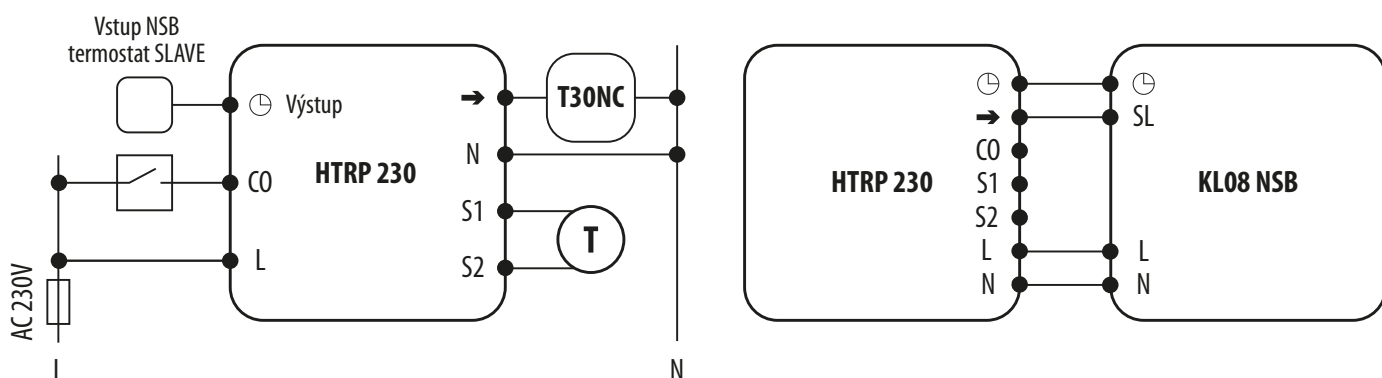 Vstup NSB
termostat SLAVE
Výstup
CO
L
AC 230V
L
HTRP 230
➔
N
S1
S2
T30NC
T
N
HTRP 230
➔
CO
S1
S2
L
N
SL
L
N
KL08 NSB